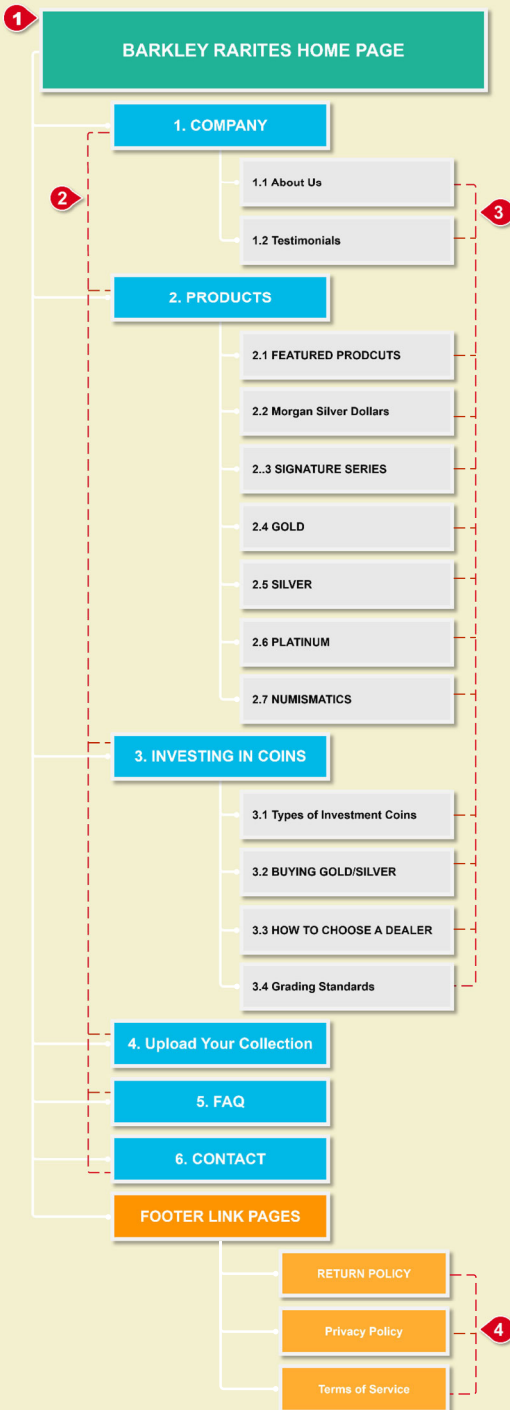 1
BARKLEY RARITES HOME PAGE
1. COMPANY
2
1.1 About Us
3
1.2 Testimonials
2. PRODUCTS
2.1 FEATURED PRODCUTS
2.2 Morgan Silver Dollars
2..3 SIGNATURE SERIES
2.4 GOLD
2.5 SILVER
2.6 PLATINUM
2.7 NUMISMATICS
3. INVESTING IN COINS
3.1 Types of Investment Coins
3.2 BUYING GOLD/SILVER
3.3 HOW TO CHOOSE A DEALER
3.4 Grading Standards
4. Upload Your Collection
5. FAQ
6. CONTACT
FOOTER LINK PAGES
RETURN POLICY
Privacy Policy
4
Terms of Service